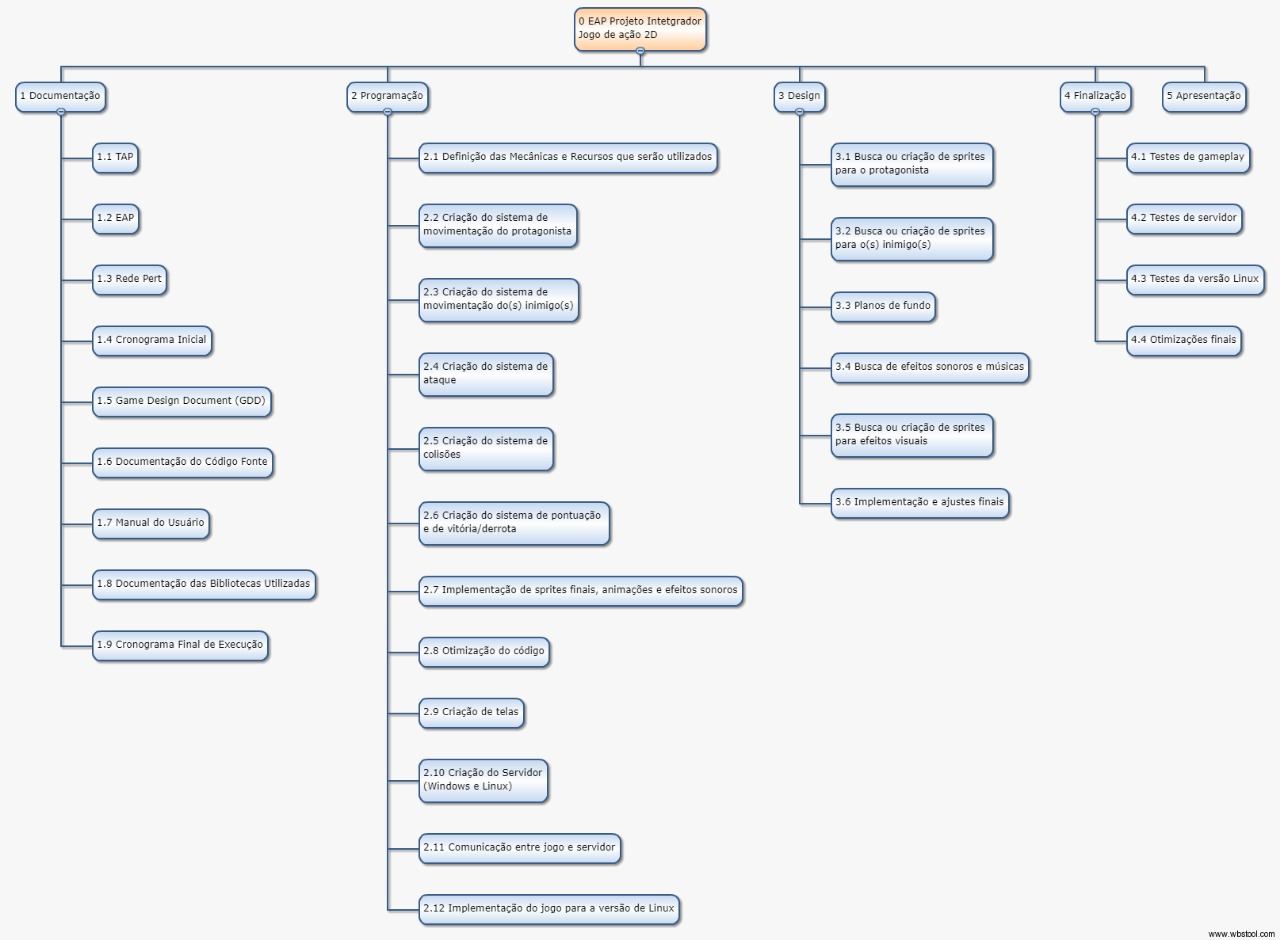 0 EAP Projeto Intetgrador
Jogo de ação 2D
1 Documentação
2 Programação
3 Design
4 Finalização
5 Apresentação
1.1 TAP
1.2 EAP
1.3 Rede Pert
1.4 Cronograma Inicial
1.5 Game Design Document (GDD)
1.6 Documentação do Código Fonte
1.7 Manual do Usuário
1.8 Documentação das Bibliotecas Utilizadas
1.9 Cronograma Final de Execução
2.1 Definição das Mecânicas e Recursos que serão utilizados
2.2 Criação do sistema de
movimentação do protagonista
2.3 Criação do sistema de
movimentação do(s) inimigo(s)
2.4 Criação do sistema de
ataque
2.5 Criação do sistema de
colisões
2.6 Criação do sistema de pontuação
e de vitória/derrota
2.7 Implementação de sprites finais, animações e efeitos sonoros
2.8 Otimização do código
2.9 Criação de telas
2.10 Criação do Servidor
(Windows e Linux)
2.11 Comunicação entre jogo e servidor
2.12 Implementação do jogo para a versão de Linux
3.1 Busca ou criação de sprites
para o protagonista
3.2 Busca ou criação de sprites
para o(s) inimigo(s)
3.3 Planos de fundo
3.4 Busca de efeitos sonoros e músicas
3.5 Busca ou criação de sprites
para efeitos visuais
3.6 Implementação e ajustes finais
4.1 Testes de gameplay
4.2 Testes de servidor
4.3 Testes da versão Linux
4.4 Otimizações finais
www.wbstool.com